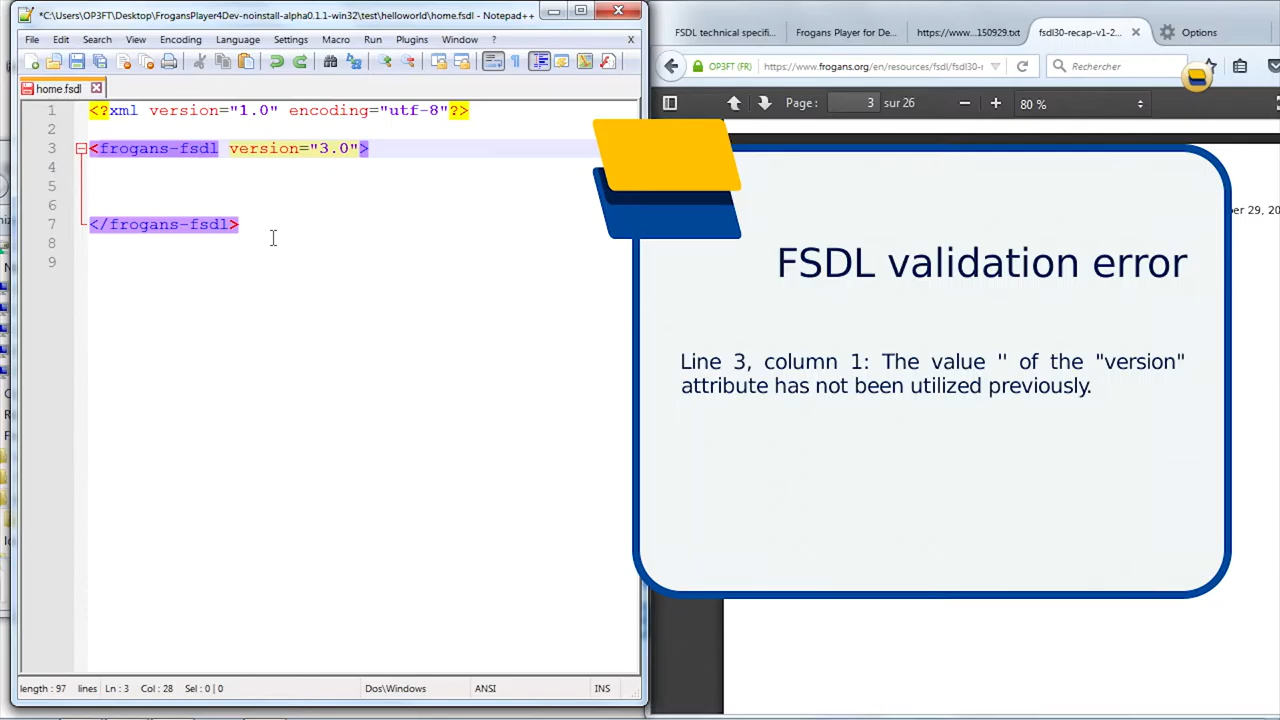 *C:\Users\OP3FT\Desktop\FrogansPlayer4Dev-noinstall-alpha0.1.1-win32\test\helloworld\home.fsdl - Notepad++
File Edit Search View Encoding Language Settings Macro Run Plugins Window ? X
home.fsdl
1 <?xml version="1.0" encoding="utf-8"?>
2
3 <frogans-fsdl version="3.0">
4
5
6
7 </frogans-fsdl>
8
9
length : 97 lines Ln : 3 Col : 28 Sel : 0 | 0 Dos\Windows ANSI INS
FSDL technical specifi... Frogans Player for De... https://www....150929.txt fsdl30-recap-v1-2... Options
OP3FT (FR) https://www.frogans.org/en/resources/fsdl/fsdl30-r Rechercher
Page : 3 sur 26 80 %
er 29, 20
FSDL validation error
Line 3, column 1: The value '' of the "version"
attribute has not been utilized previously.